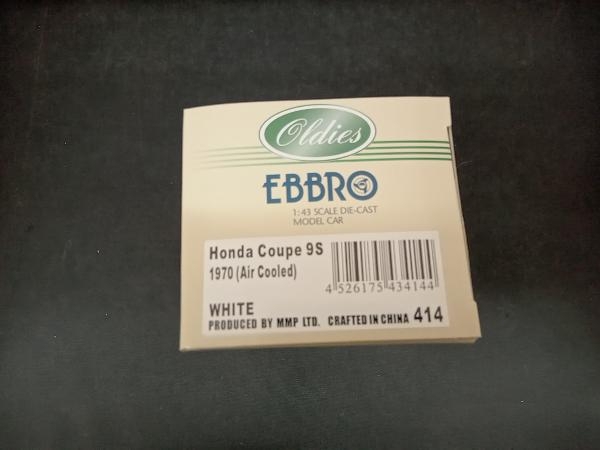 Oldies
EBBRO
1:43 SCALE DIE-CAST
MODEL CAR
Honda Coupe 9S
1970 (Air Cooled)
4 526175 434144
WHITE
PRODUCED BY MMP LTD. CRAFTED IN CHINA 414